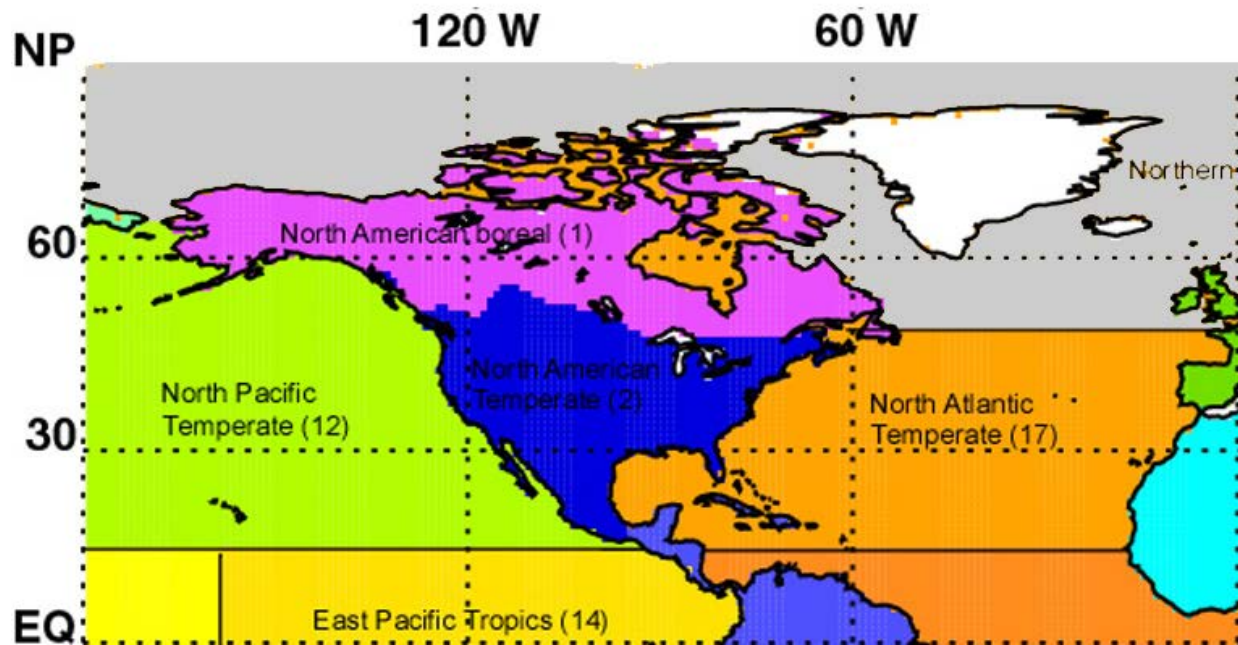 120 W
60 W
NP
Northern
60
North American boreal (1)
North American
Temperate (2)
North Pacific
Temperate (12)
North Atlantic
Temperate (17)
30
East Pacific Tropics (14)
EQ